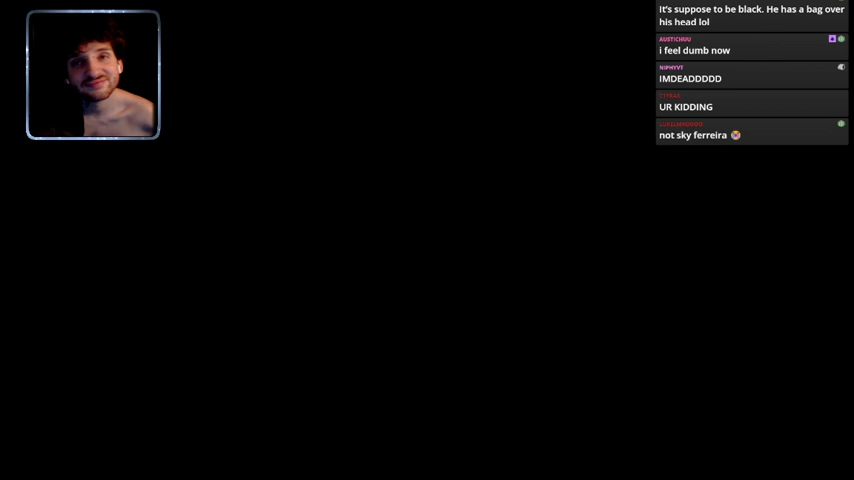 It's suppose to be black. He has a bag over
his head lol
AUSTICHUU
i feel dumb now
NIPHYVT
IMDEADDDDD
UR KIDDING
not sky ferreira